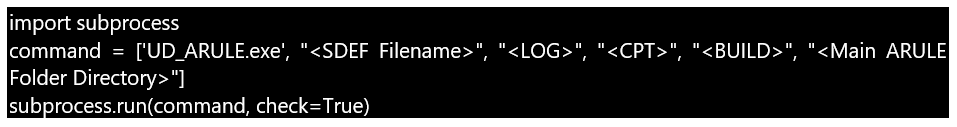 import subprocess
command = ['UD_ARULE.exe', "<SDEF Filename>", "<LOG>", "<CPT>", "<BUILD>", "<Main ARULE
Folder Directory>"]
subprocess.run(command, check=True)